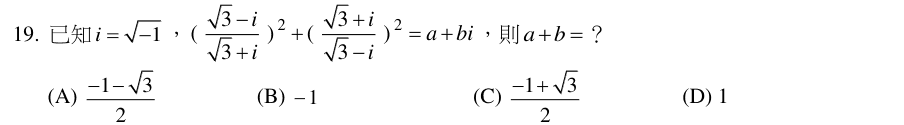 19. 已知 i = √−1 ，( (√3 − i)/(√3 + i) )² + ( (√3 + i)/(√3 − i) )² = a + bi ，則 a + b = ？
(A) (−1−√3)/2 (B) −1 (C) (−1+√3)/2 (D) 1